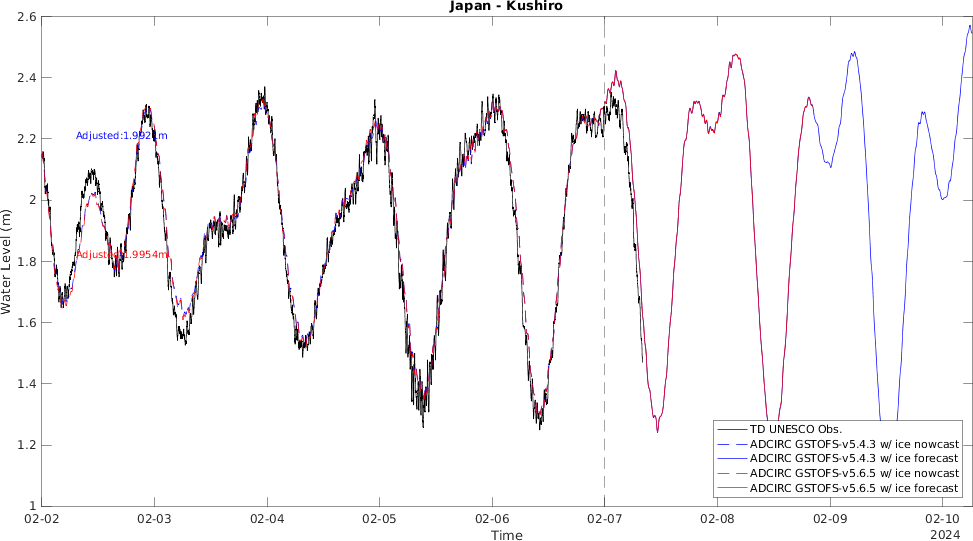 Japan - Kushiro
2.6
2.4
2.2
2
1.8
1.6
1.4
1.2
1
Water Level (m)
Adjusted:1.9926m
Adjusted:1.9954m
TD UNESCO Obs.
ADCIRC GSTOFS-v5.4.3 w/ ice nowcast
ADCIRC GSTOFS-v5.4.3 w/ ice forecast
ADCIRC GSTOFS-v5.6.5 w/ ice nowcast
ADCIRC GSTOFS-v5.6.5 w/ ice forecast
02-02 02-03 02-04 02-05 02-06 02-07 02-08 02-09 02-10
Time
2024